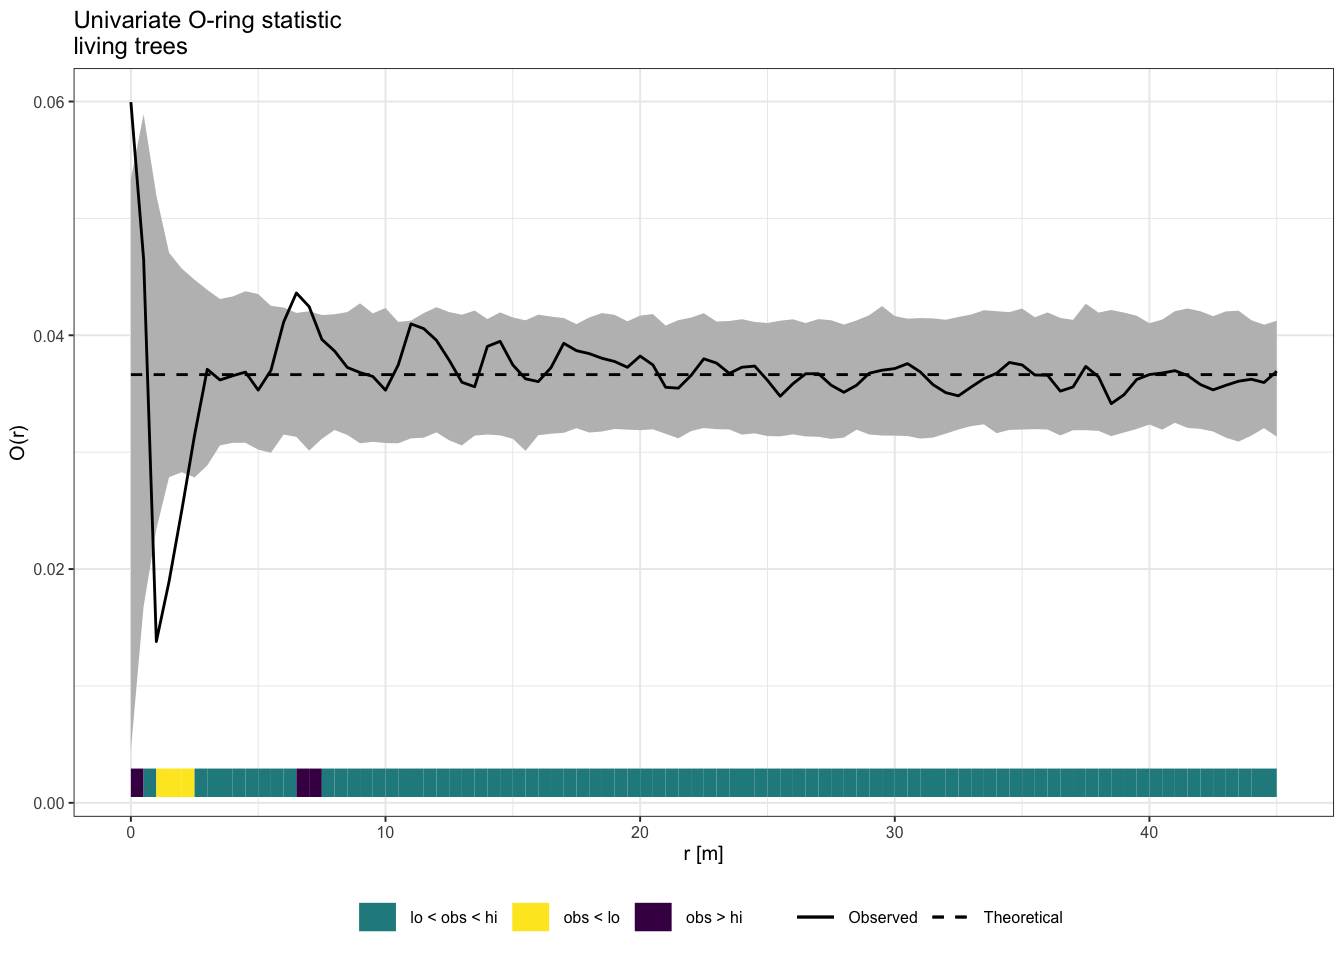 Univariate O-ring statistic
living trees
0.06
0.04
0.02
0.00
O(r)
0 10 20 30 40
r [m]
lo < obs < hi obs < lo obs > hi Observed Theoretical